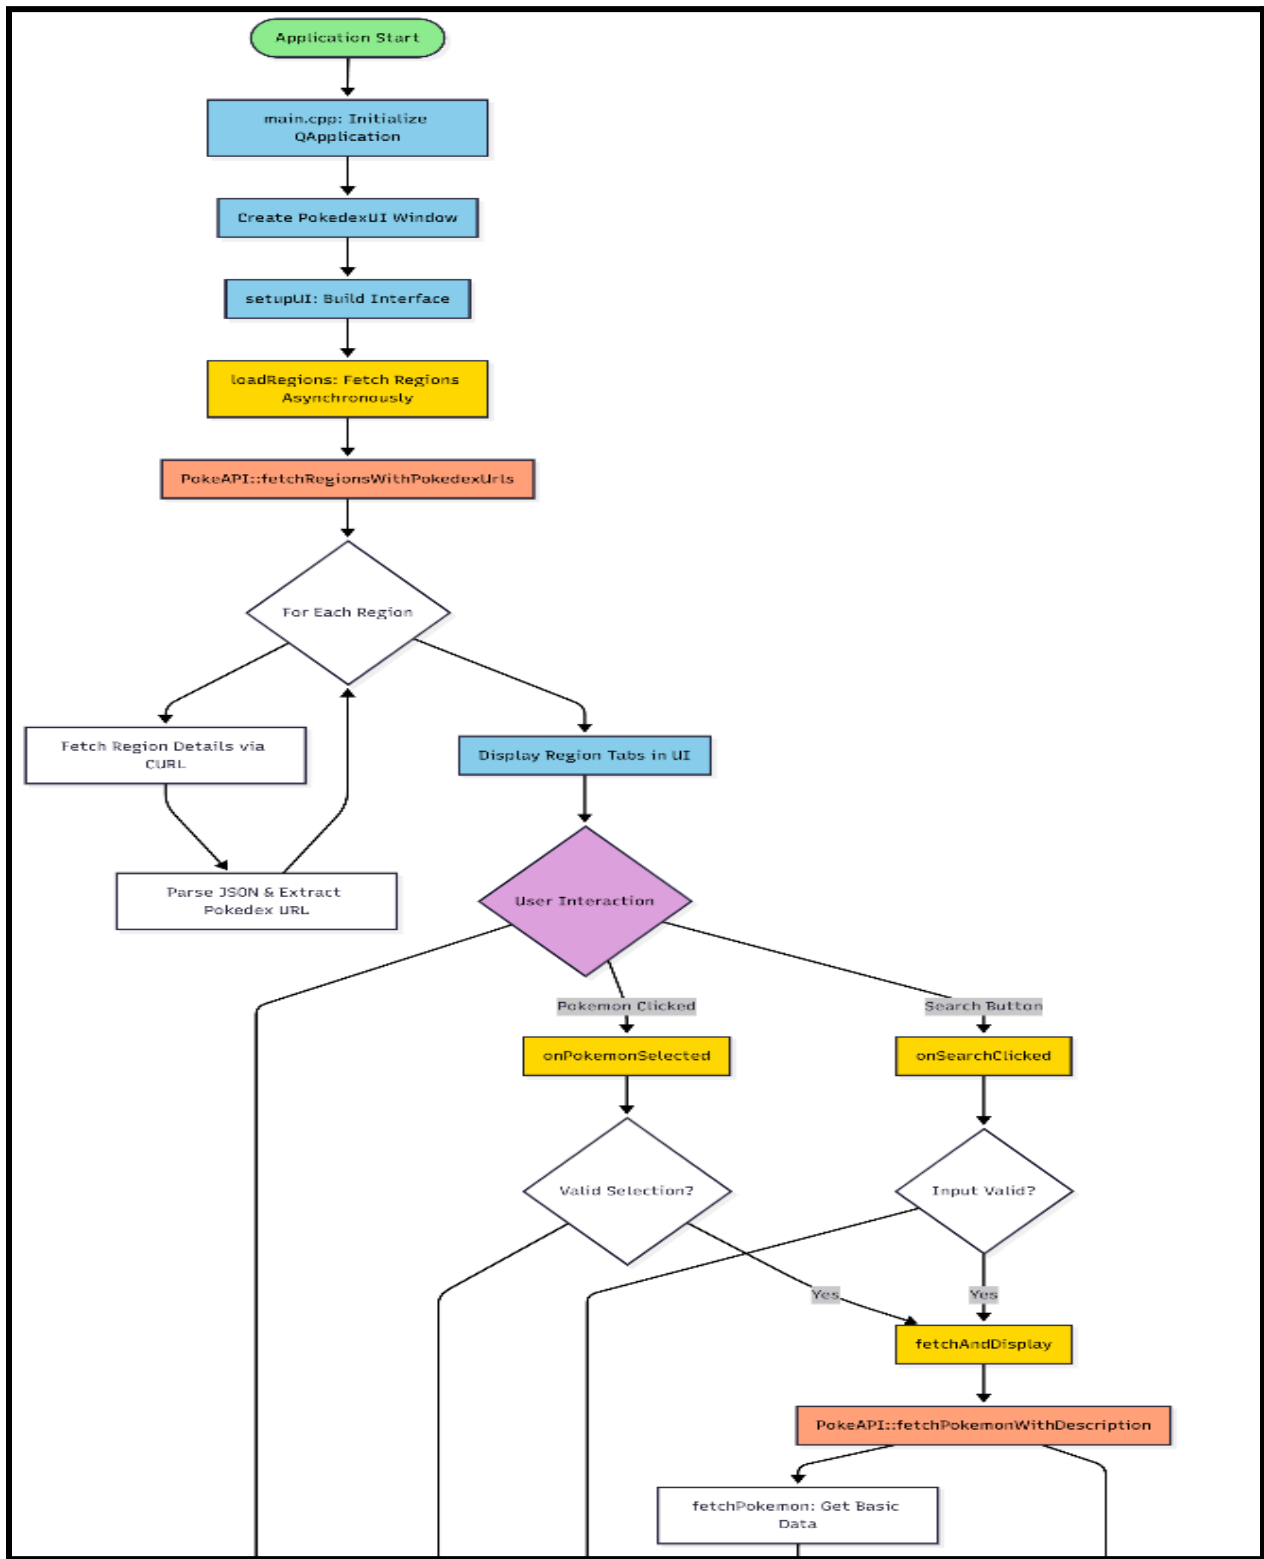 Application Start
main.cpp: Initialize
QApplication
Create PokedexUI Window
setupUI: Build Interface
loadRegions: Fetch Regions
Asynchronously
PokeAPI::fetchRegionsWithPokedexUrls
For Each Region
Fetch Region Details via
CURL
Display Region Tabs in UI
Parse JSON & Extract
Pokedex URL
User Interaction
Pokemon Clicked
Search Button
onPokemonSelected
onSearchClicked
Valid Selection?
Input Valid?
Yes
Yes
fetchAndDisplay
PokeAPI::fetchPokemonWithDescription
fetchPokemon: Get Basic
Data